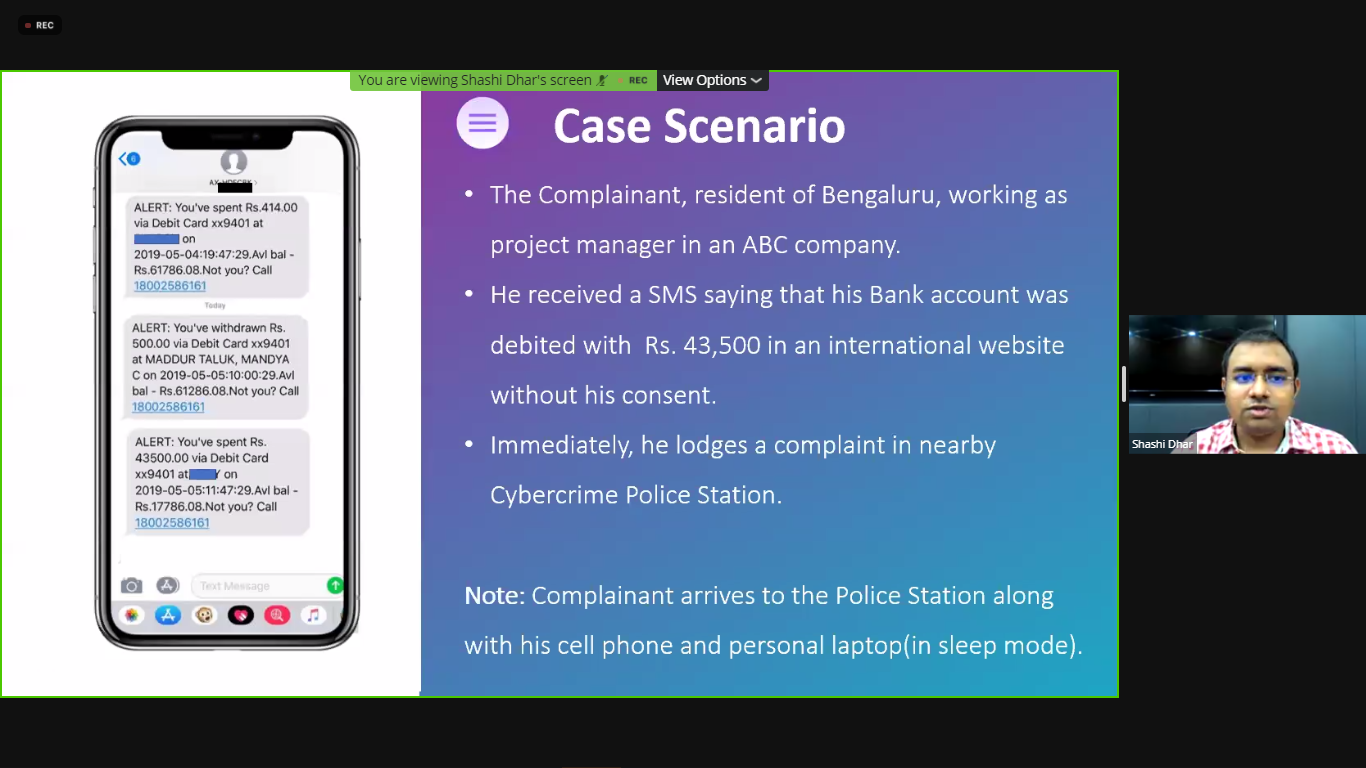 REC
You are viewing Shashi Dhar's screen
REC
View Options
6
ALERT: You've spent Rs.414.00
via Debit Card xx9401 at
on
2019-05-04:19:47:29.Avl bal -
Rs.61786.08.Not you? Call
18002586161
Today
ALERT: You've withdrawn Rs.
500.00 via Debit Card xx9401
at MADDUR TALUK, MANDYA
C on 2019-05-05:10:00:29.Avl
bal - Rs.61286.08.Not you? Call
18002586161
ALERT: You've spent Rs.
43500.00 via Debit Card
xx9401 at on
2019-05-05:11:47:29.Avl bal -
Rs.17786.08.Not you? Call
18002586161
Text Message
Case Scenario
• The Complainant, resident of Bengaluru, working as
project manager in an ABC company.
• He received a SMS saying that his Bank account was
debited with Rs. 43,500 in an international website
without his consent.
• Immediately, he lodges a complaint in nearby
Cybercrime Police Station.
Note: Complainant arrives to the Police Station along
with his cell phone and personal laptop(in sleep mode).
Shashi Dhar